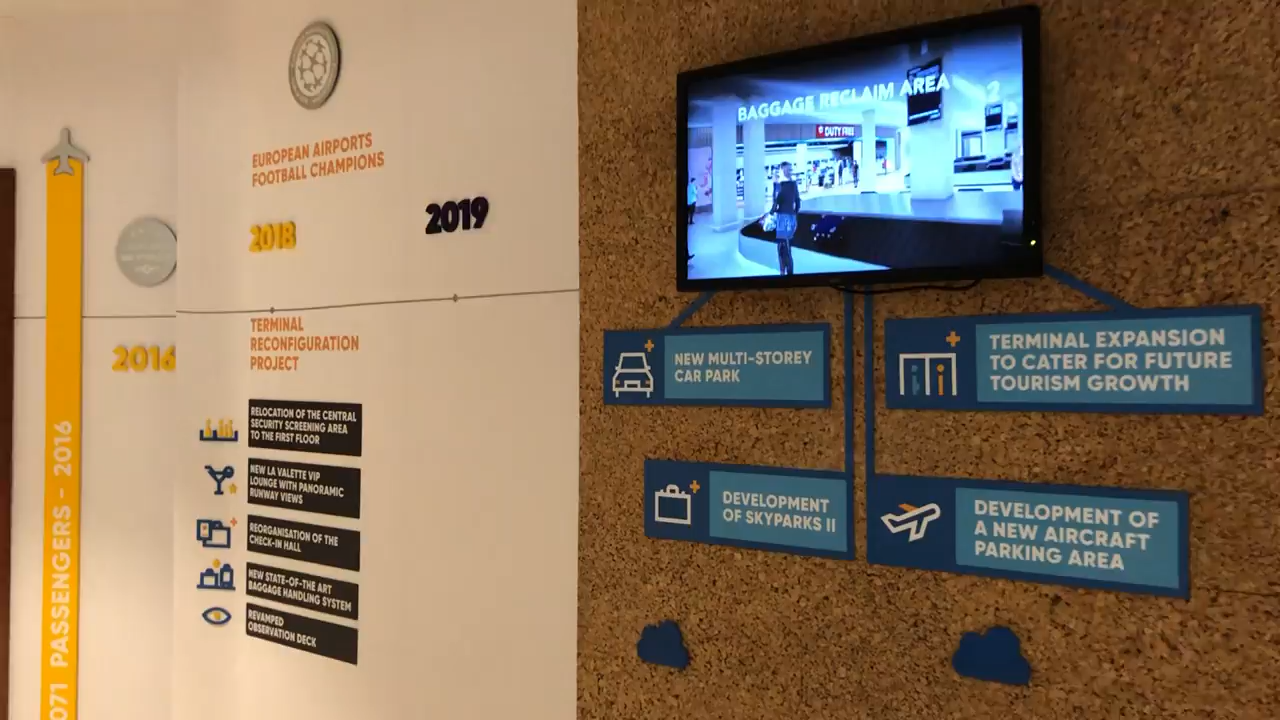 071 PASSENGERS - 2016
2016
EUROPEAN AIRPORTS
FOOTBALL CHAMPIONS
2018
2019
TERMINAL
RECONFIGURATION
PROJECT
RELOCATION OF THE CENTRAL
SECURITY SCREENING AREA
TO THE FIRST FLOOR
NEW LA VALETTE VIP
LOUNGE WITH PANORAMIC
RUNWAY VIEWS
REORGANISATION OF THE
CHECK-IN HALL
NEW STATE-OF-THE ART
BAGGAGE HANDLING SYSTEM
REVAMPED
OBSERVATION DECK
BAGGAGE RECLAIM AREA
2
DUTY FREE
NEW MULTI-STOREY
CAR PARK
TERMINAL EXPANSION
TO CATER FOR FUTURE
TOURISM GROWTH
DEVELOPMENT
OF SKYPARKS II
DEVELOPMENT OF
A NEW AIRCRAFT
PARKING AREA